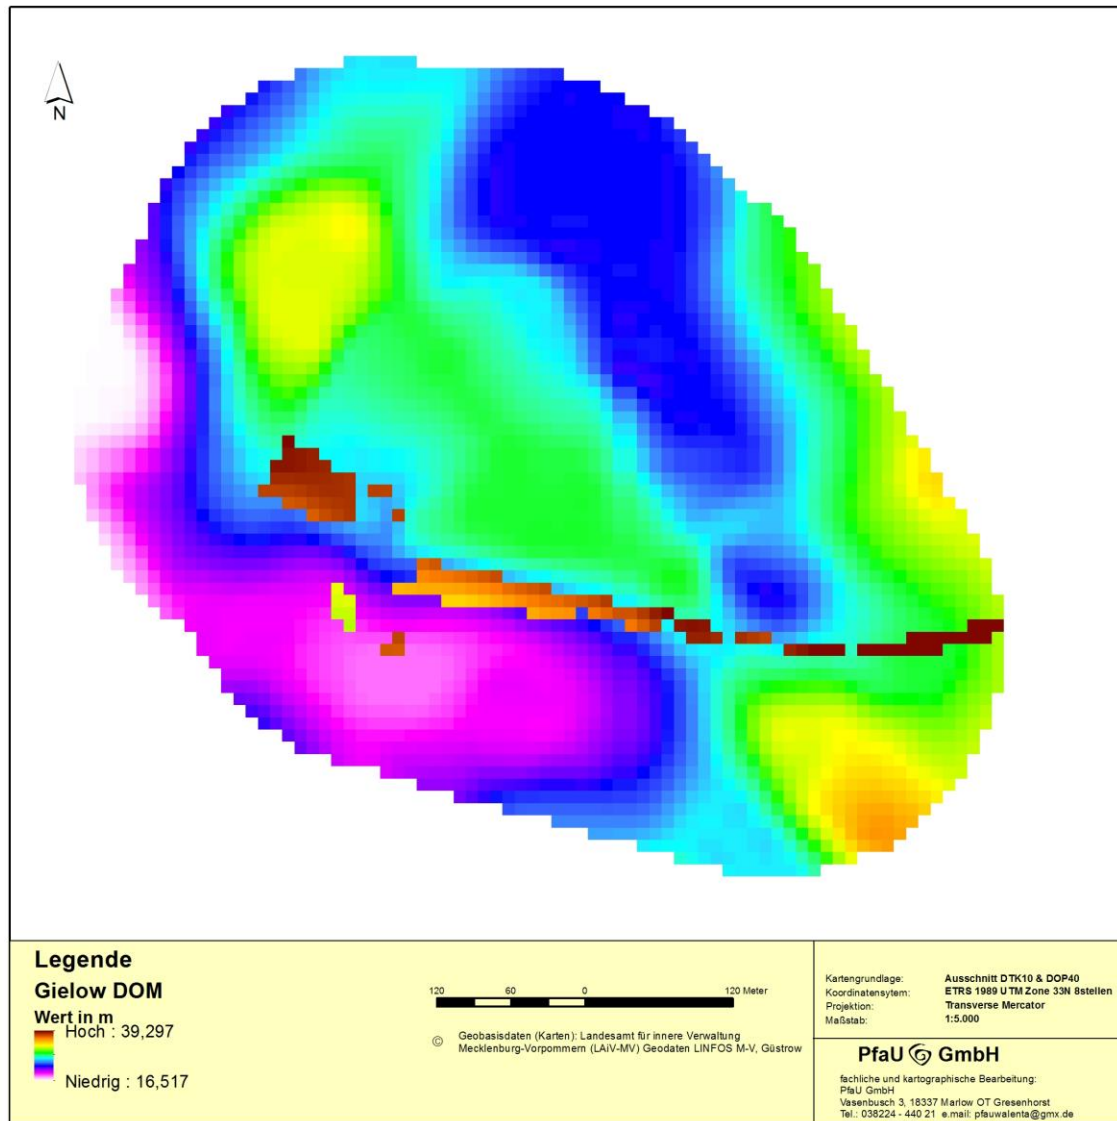 N
Legende
Gielow DOM
Wert in m
Hoch : 39,297
Niedrig : 16,517
120 60 0 120 Meter
© Geobasisdaten (Karten): Landesamt für innere Verwaltung
Mecklenburg-Vorpommern (LAiV-MV) Geodaten LINFOS M-V, Güstrow
Kartengrundlage: Ausschnitt DTK10 & DOP40
Koordinatensytem: ETRS 1989 UTM Zone 33N 8stellen
Projektion: Transverse Mercator
Maßstab: 1:5.000
PfaU GmbH
fachliche und kartographische Bearbeitung:
PfaU GmbH
Vasenbusch 3, 18337 Marlow OT Gresenhorst
Tel.: 038224 - 440 21 e.mail: pfauwalenta@gmx.de